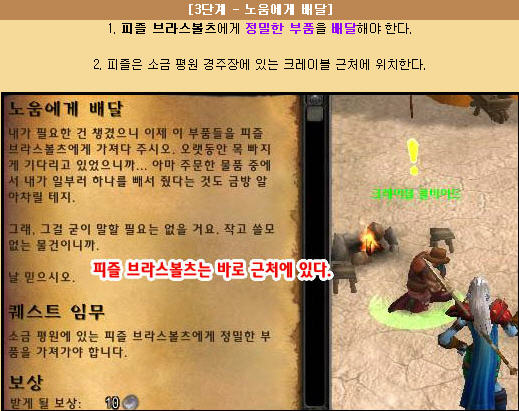 [3단계 - 노움에게 배달]
1. 피즐 브라스볼츠에게 정밀한 부품을 배달해야 한다.
2. 피즐은 소금 평원 경주장에 있는 크레이블 근처에 위치한다.
노움에게 배달
내가 필요한 건 챙겼으니 이제 이 부품들을 피즐
브라스볼츠에게 가져다 주시오. 오랫동안 목 빠지
게 기다리고 있었으니까... 아마 주문한 물품 중에
서 내가 일부러 하나를 빼서 줬다는 것도 금방 알
아차릴 테지.
그래, 그걸 굳이 말할 필요는 없을 거요. 작고 쓸모
없는 물건이니까.
날 믿으시오.
피즐 브라스볼츠는 바로 근처에 있다.
퀘스트 임무
소금 평원에 있는 피즐 브라스볼츠에게 정밀한 부
품을 가져가야 합니다.
보상
받게 될 보상: 10